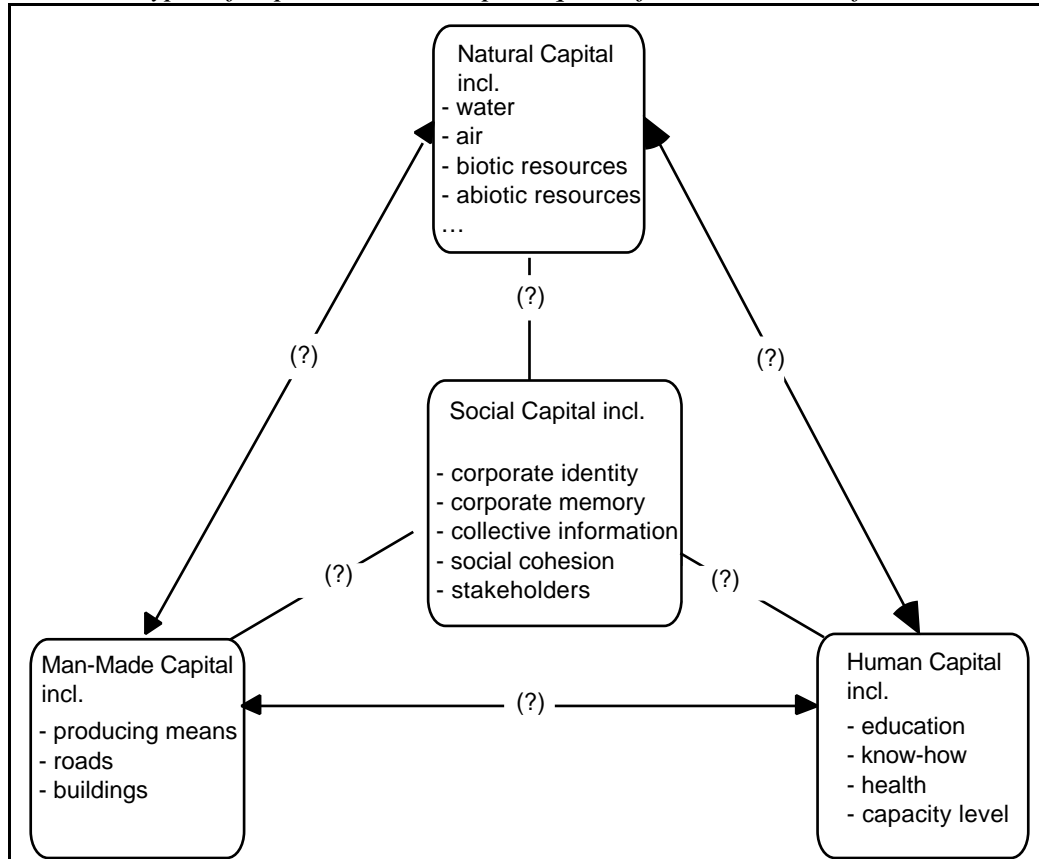 Natural Capital
incl.
- water
- air
- biotic resources
- abiotic resources
…
(?)
(?)
(?)
Social Capital incl.
- corporate identity
- corporate memory
- collective information
- social cohesion
- stakeholders
(?)
(?)
Man-Made Capital
incl.
- producing means
- roads
- buildings
(?)
Human Capital
incl.
- education
- know-how
- health
- capacity level